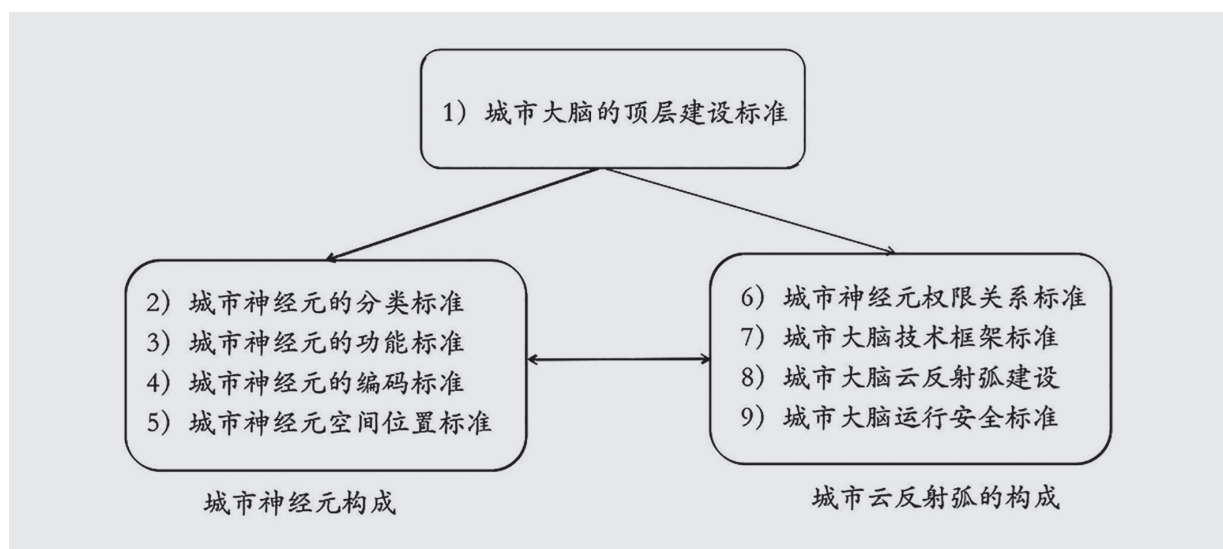 1）城市大脑的顶层建设标准
2）城市神经元的分类标准
3）城市神经元的功能标准
4）城市神经元的编码标准
5）城市神经元空间位置标准
城市神经元构成
6）城市神经元权限关系标准
7）城市大脑技术框架标准
8）城市大脑云反射弧建设
9）城市大脑运行安全标准
城市云反射弧的构成